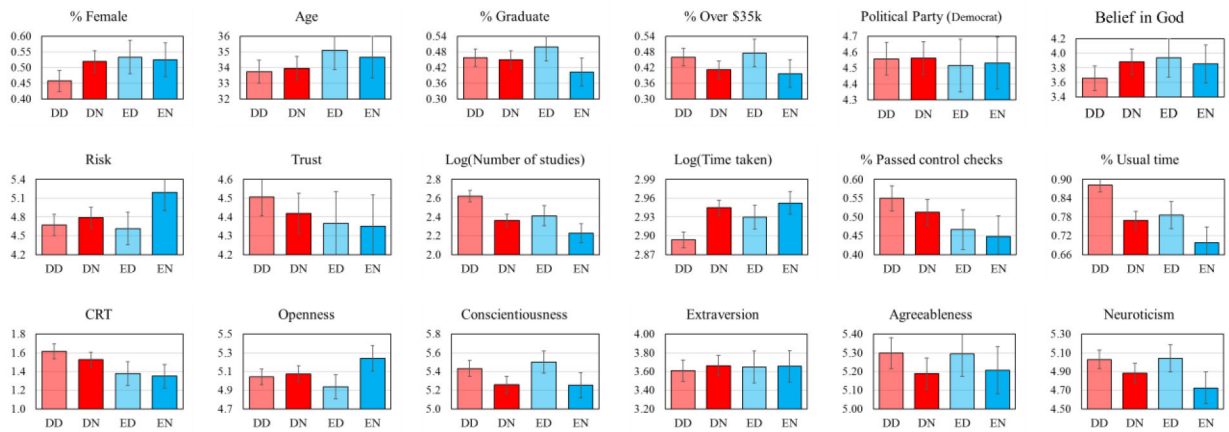 % Female
0.60
0.55
0.50
0.45
0.40
DD DN ED EN
Age
36
35
34
33
32
DD DN ED EN
% Graduate
0.54
0.48
0.42
0.36
0.30
DD DN ED EN
% Over $35k
0.54
0.48
0.42
0.36
0.30
DD DN ED EN
Political Party (Democrat)
4.7
4.6
4.5
4.4
4.3
DD DN ED EN
Belief in God
4.2
4.0
3.8
3.6
3.4
DD DN ED EN
Risk
5.4
5.1
4.8
4.5
4.2
DD DN ED EN
Trust
4.6
4.5
4.4
4.3
4.2
DD DN ED EN
Log(Number of studies)
2.8
2.6
2.4
2.2
2.0
DD DN ED EN
Log(Time taken)
2.99
2.96
2.93
2.90
2.87
DD DN ED EN
% Passed control checks
0.60
0.55
0.50
0.45
0.40
DD DN ED EN
% Usual time
0.90
0.84
0.78
0.72
0.66
DD DN ED EN
CRT
1.8
1.6
1.4
1.2
1.0
DD DN ED EN
Openness
5.5
5.3
5.1
4.9
4.7
DD DN ED EN
Conscientiousness
5.8
5.6
5.4
5.2
5.0
DD DN ED EN
Extraversion
4.00
3.80
3.60
3.40
3.20
DD DN ED EN
Agreeableness
5.40
5.30
5.20
5.10
5.00
DD DN ED EN
Neuroticism
5.30
5.10
4.90
4.70
4.50
DD DN ED EN